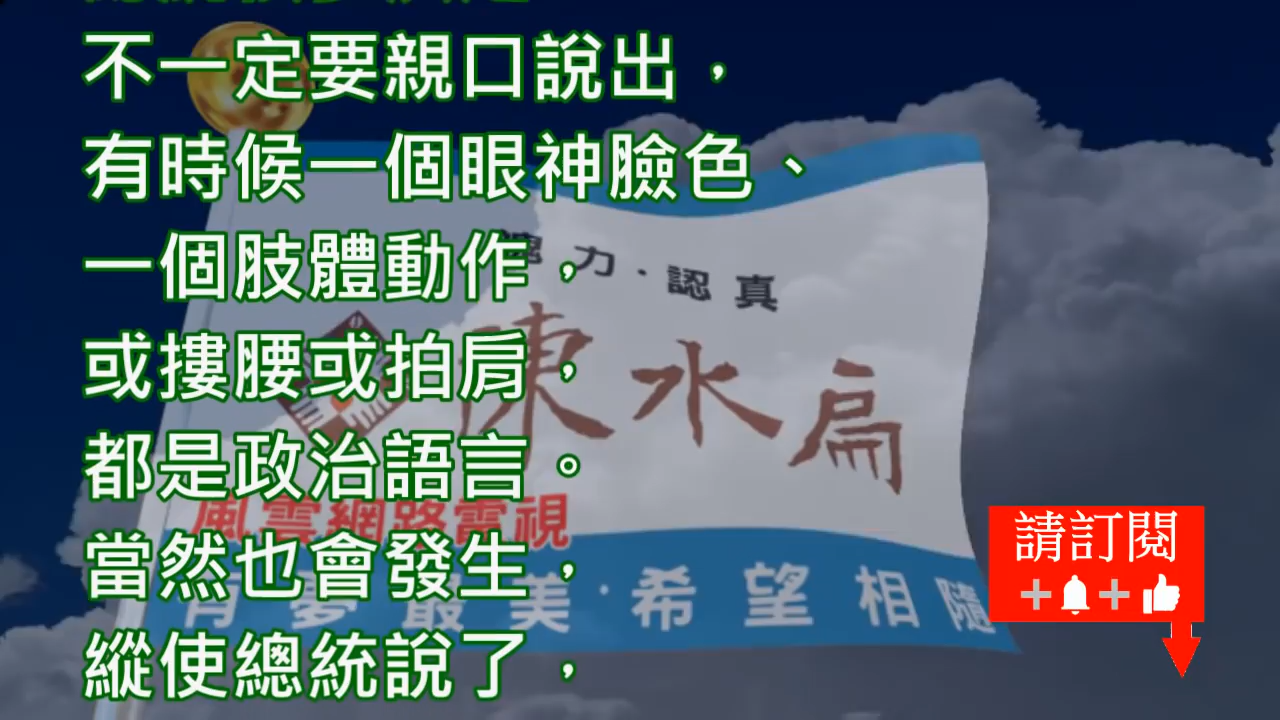 不一定要親口說出，
有時候一個眼神臉色、
一個肢體動作，
或摟腰或拍肩，
都是政治語言。
當然也會發生，
縱使總統說了，
魄力·認真
陳水扁
風雲網路電視
有夢最美·希望相隨
請訂閱